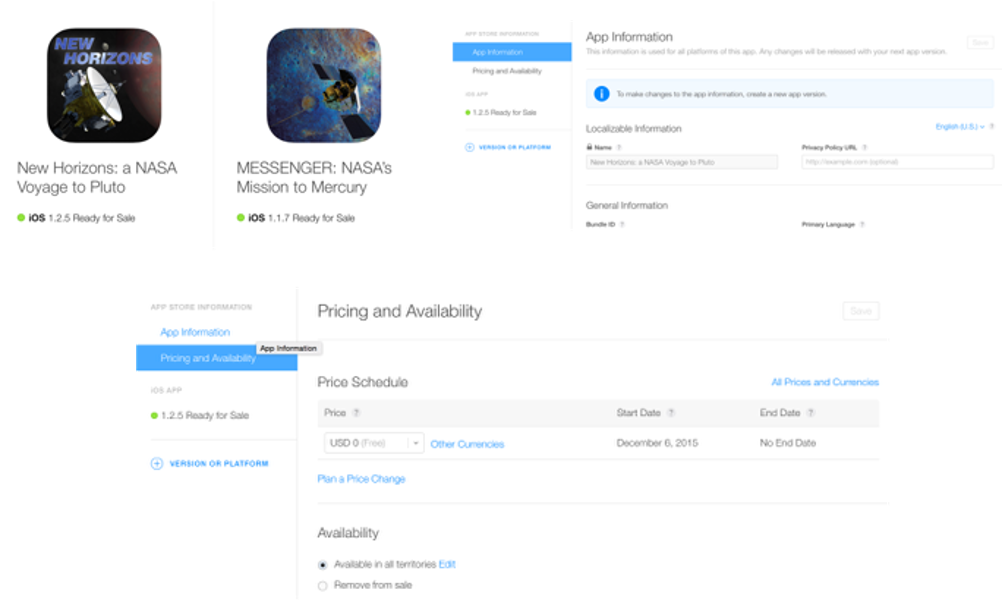 NEW
HORIZONS
New Horizons: a NASA
Voyage to Pluto
iOS 1.2.5 Ready for Sale
MESSENGER: NASA's
Mission to Mercury
iOS 1.1.7 Ready for Sale
APP STORE INFORMATION
App Information
Pricing and Availability
iOS APP
1.2.5 Ready for Sale
VERSION OR PLATFORM
App Information
Save
This information is used for all platforms of this app. Any changes will be released with your next app version.
To make changes to the app information, create a new app version.
Localizable Information
English (U.S.) ?
Name ?
Privacy Policy URL ?
New Horizons: a NASA Voyage to Pluto
http://example.com (optional)
General Information
Bundle ID ?
Primary Language ?
APP STORE INFORMATION
App Information
App Information
Pricing and Availability
iOS APP
1.2.5 Ready for Sale
VERSION OR PLATFORM
Pricing and Availability
Save
Price Schedule
All Prices and Currencies
Price ? Start Date ? End Date ?
USD 0 (Free) Other Currencies December 6, 2015 No End Date
Plan a Price Change
Availability
Available in all territories Edit
Remove from sale